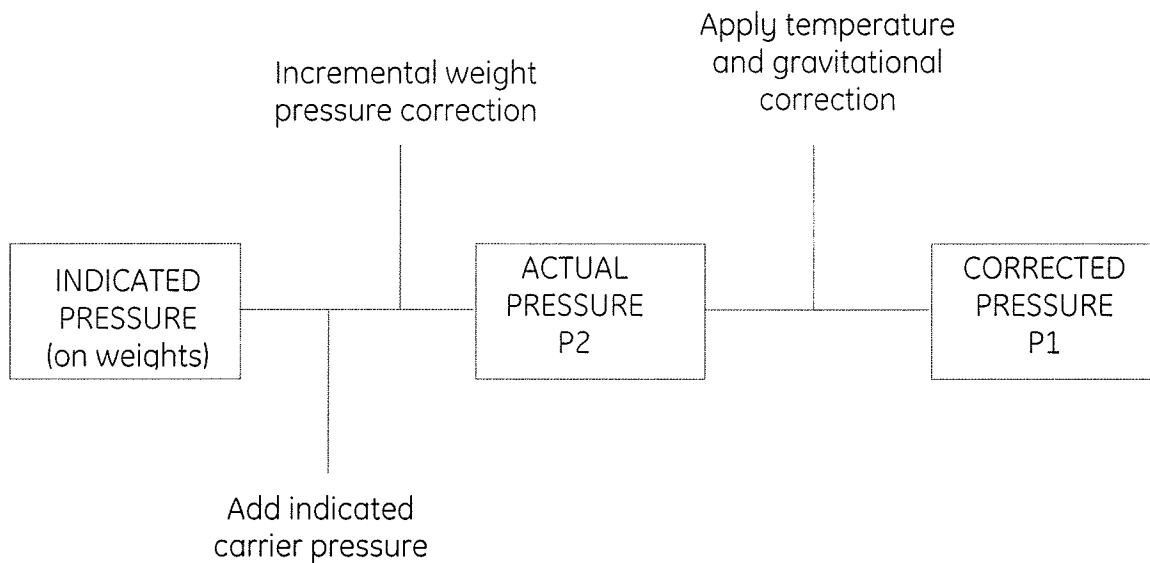 Apply temperature
and gravitational
correction
Incremental weight
pressure correction
INDICATED
PRESSURE
(on weights)
ACTUAL
PRESSURE
P2
CORRECTED
PRESSURE
P1
Add indicated
carrier pressure